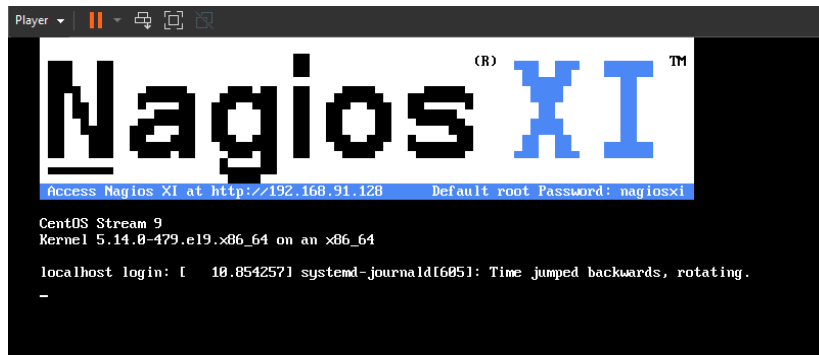 Player
Nagios (R) XI TM
Access Nagios XI at http://192.168.91.128 Default root Password: nagiosxi
CentOS Stream 9
Kernel 5.14.0-479.el9.x86_64 on an x86_64
localhost login: [ 10.854257] systemd-journald[605]: Time jumped backwards, rotating.